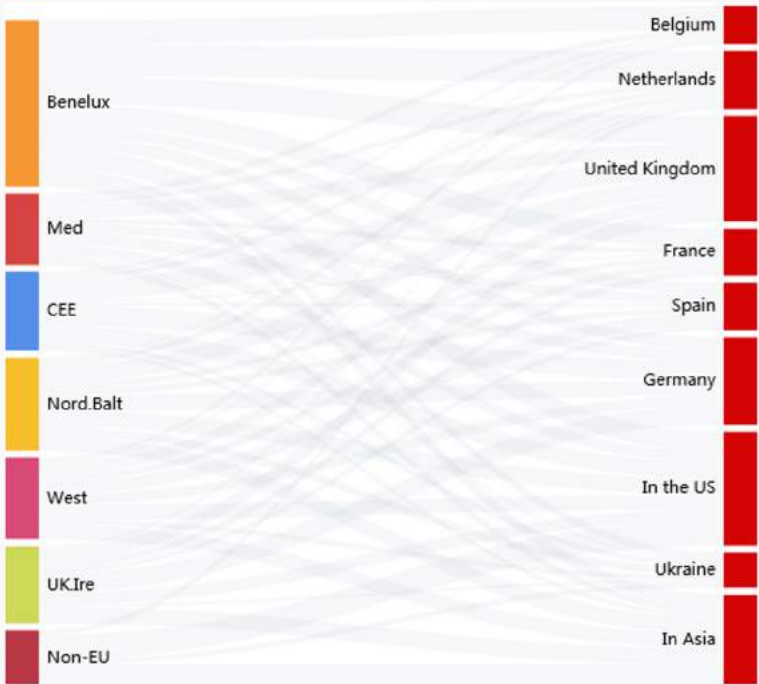 Benelux
Med
CEE
Nord.Balt
West
UK.Ire
Non-EU
Belgium
Netherlands
United Kingdom
France
Spain
Germany
In the US
Ukraine
In Asia